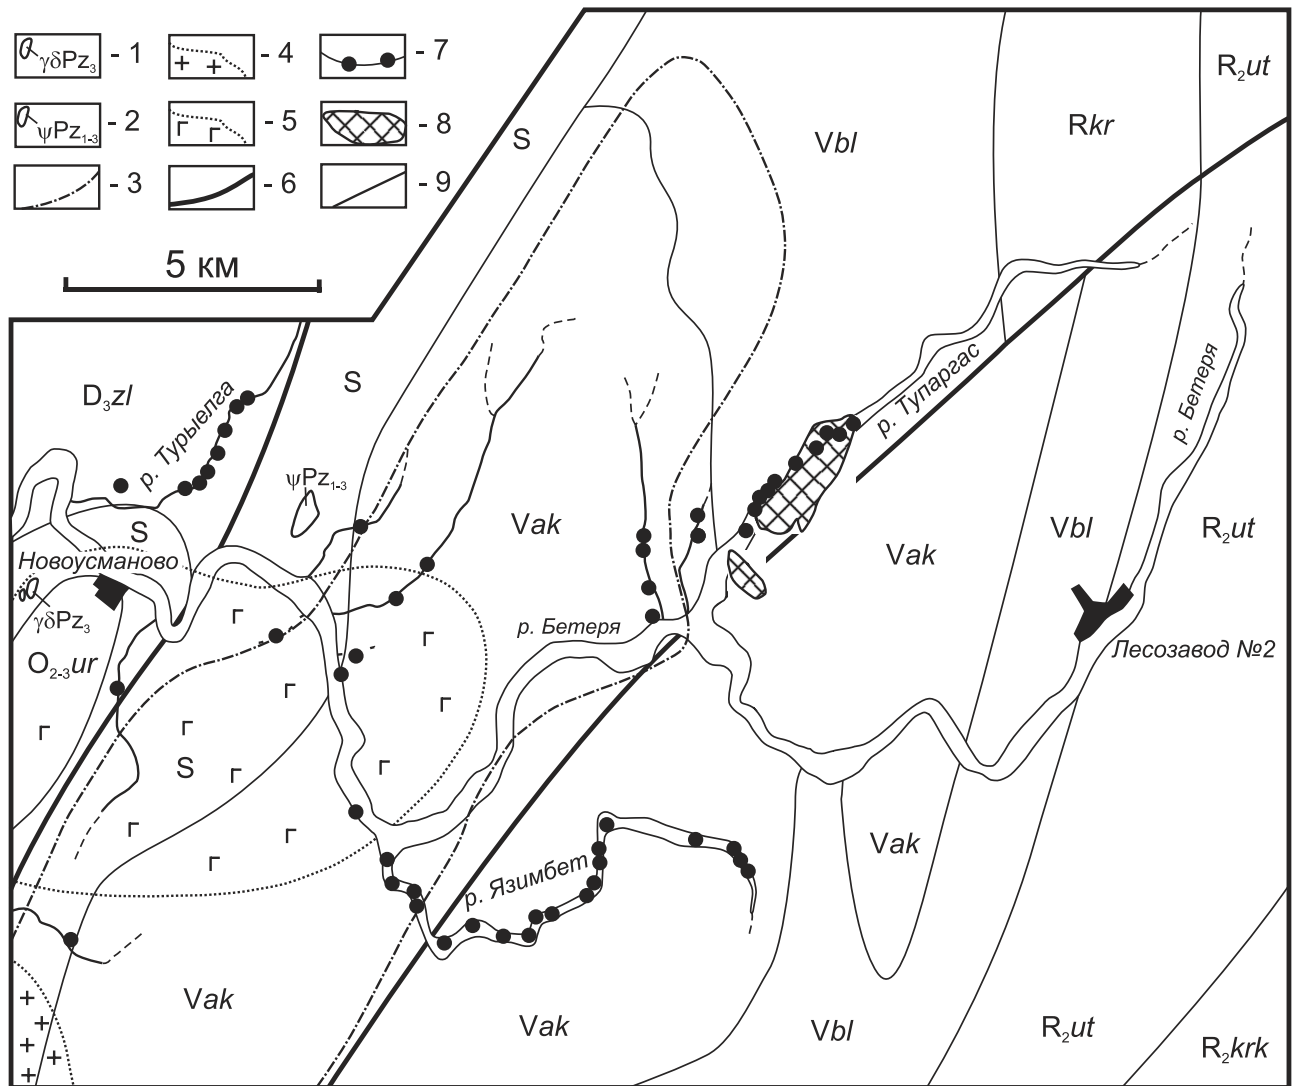 γδPz3 - 1
+ + - 4
- 7
ψPz1-3 - 2
г г - 5
- 8
- 3
- 6
- 9
5 км
R2ut
Rkr
Vbl
S
S
D3zl
р. Турыелга
р. Тупаргас
р. Бетеря
ψPz1-3
S
Vak
Vak
Vbl
R2ut
Новоусманово
γδPz3
O2-3ur
г
г
р. Бетеря
Лесозавод №2
г
г
г
г
S
г
г
г
г
г
Vak
р. Язимбет
Vak
Vak
Vbl
R2ut
R2krk
+
+
+
+
+